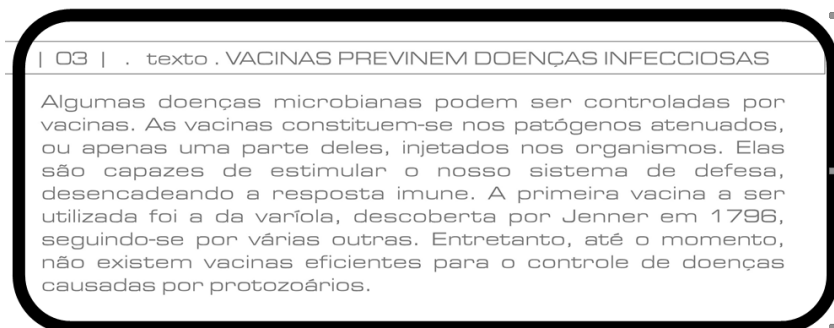 | 03 | . texto . VACINAS PREVINEM DOENÇAS INFECCIOSAS
Algumas doenças microbianas podem ser controladas por
vacinas. As vacinas constituem-se nos patógenos atenuados,
ou apenas uma parte deles, injetados nos organismos. Elas
são capazes de estimular o nosso sistema de defesa,
desencadeando a resposta imune. A primeira vacina a ser
utilizada foi a da varíola, descoberta por Jenner em 1796,
seguindo-se por várias outras. Entretanto, até o momento,
não existem vacinas eficientes para o controle de doenças
causadas por protozoários.